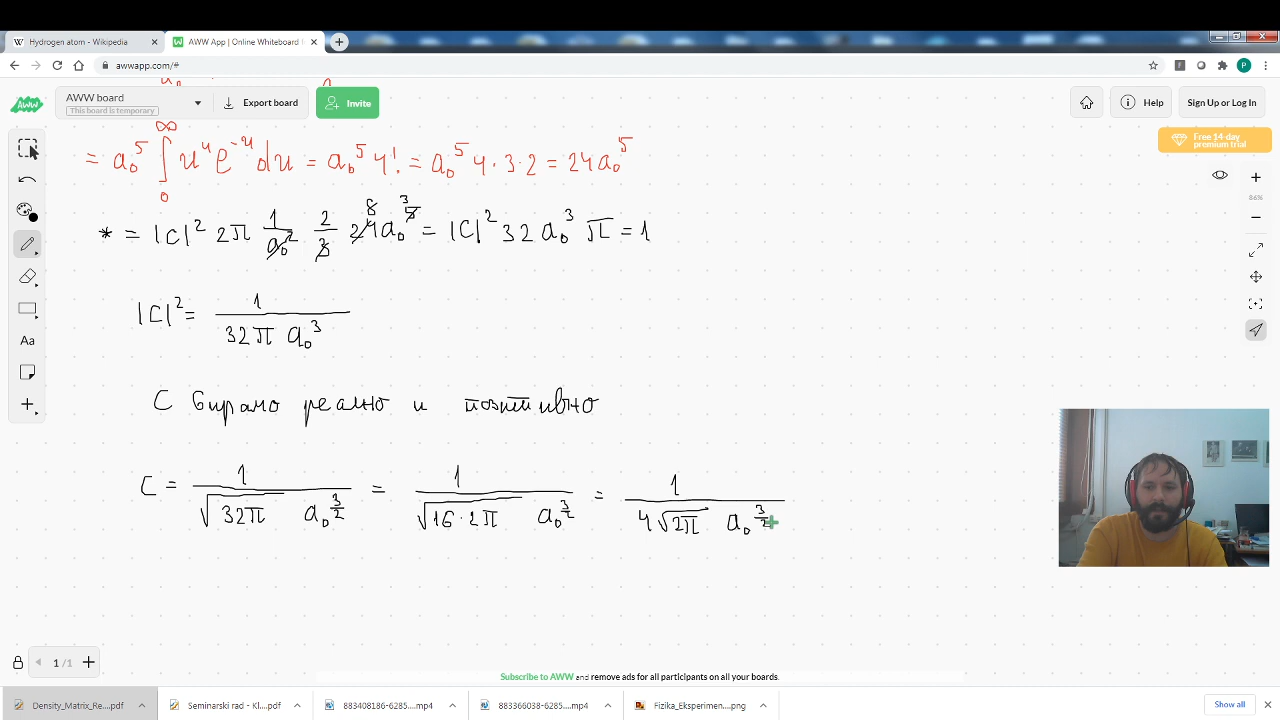 Hydrogen atom - Wikipedia
AWW App | Online Whiteboard
awwapp.com/#
AWW board
This board is temporary
Export board
Invite
Help
Sign Up or Log In
Free 14-day
premium trial
86%
Aa
∞
= a₀⁵ ∫ u⁴ e⁻ᵘ du = a₀⁵ 4! = a₀⁵ 4 · 3 · 2 = 24 a₀⁵
0
8 3
* = |C|² 2π 1/a₀² 2/3 24 a₀⁵ = |C|² 32 a₀³ π = 1
|C|² = 1/(32π a₀³)
C бирамо реално и позитивно
C = 1/(√(32π) a₀^(3/2)) = 1/(√(16·2π) a₀^(3/2)) = 1/(4√(2π) a₀^(3/2))
1 / 1
Subscribe to AWW and remove ads for all participants on all your boards.
Density_Matrix_Re....pdf
Seminarski rad - Kl....pdf
883408186-6285....mp4
883366038-6285....mp4
Fizika_Eksperimen....png
Show all